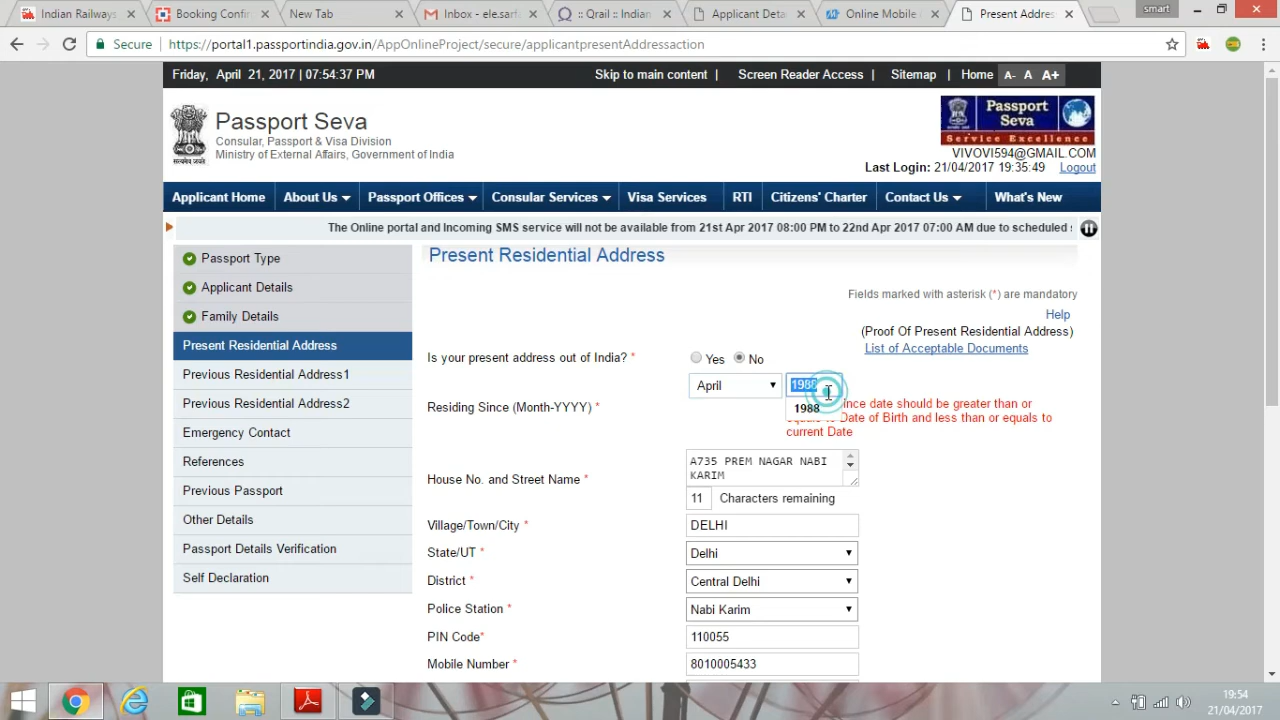 Indian Railways
Booking Confir
New Tab
Inbox - ele.sarf
:: Qrail :: Indian
Applicant Deta
Online Mobile
Present Addres
smart
Secure
https://portal1.passportindia.gov.in/AppOnlineProject/secure/applicantpresentAddressaction
Friday, April 21, 2017 | 07:54:37 PM
Skip to main content | Screen Reader Access | Sitemap | Home A- A A+
Passport Seva
Consular, Passport & Visa Division
Ministry of External Affairs, Government of India
Passport
Seva
Service Excellence
VIVOVI594@GMAIL.COM
Last Login: 21/04/2017 19:35:49 Logout
Applicant Home About Us Passport Offices Consular Services Visa Services RTI Citizens' Charter Contact Us What's New
The Online portal and Incoming SMS service will not be available from 21st Apr 2017 08:00 PM to 22nd Apr 2017 07:00 AM due to scheduled
Passport Type
Applicant Details
Family Details
Present Residential Address
Previous Residential Address1
Previous Residential Address2
Emergency Contact
References
Previous Passport
Other Details
Passport Details Verification
Self Declaration
Present Residential Address
Fields marked with asterisk (*) are mandatory
Help
(Proof Of Present Residential Address)
List of Acceptable Documents
Is your present address out of India? * Yes No
Residing Since (Month-YYYY) * April 1988
1988
ince date should be greater than or
Date of Birth and less than or equals to
current Date
House No. and Street Name * A735 PREM NAGAR NABI
KARIM
11 Characters remaining
Village/Town/City * DELHI
State/UT * Delhi
District * Central Delhi
Police Station * Nabi Karim
PIN Code* 110055
Mobile Number * 8010005433
19:54
21/04/2017